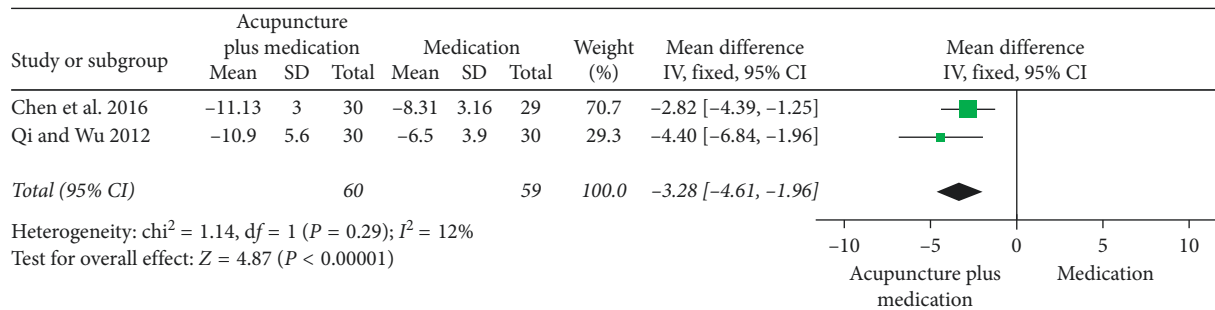 Study or subgroup Acupuncture plus medication Medication Weight (%) Mean difference IV, fixed, 95% CI Mean difference IV, fixed, 95% CI
Mean SD Total Mean SD Total
Chen et al. 2016 –11.13 3 30 –8.31 3.16 29 70.7 –2.82 [–4.39, –1.25]
Qi and Wu 2012 –10.9 5.6 30 –6.5 3.9 30 29.3 –4.40 [–6.84, –1.96]
Total (95% CI) 60 59 100.0 –3.28 [–4.61, –1.96]
Heterogeneity: chi² = 1.14, df = 1 (P = 0.29); I² = 12%
Test for overall effect: Z = 4.87 (P < 0.00001)
–10 –5 0 5 10
Acupuncture plus medication Medication